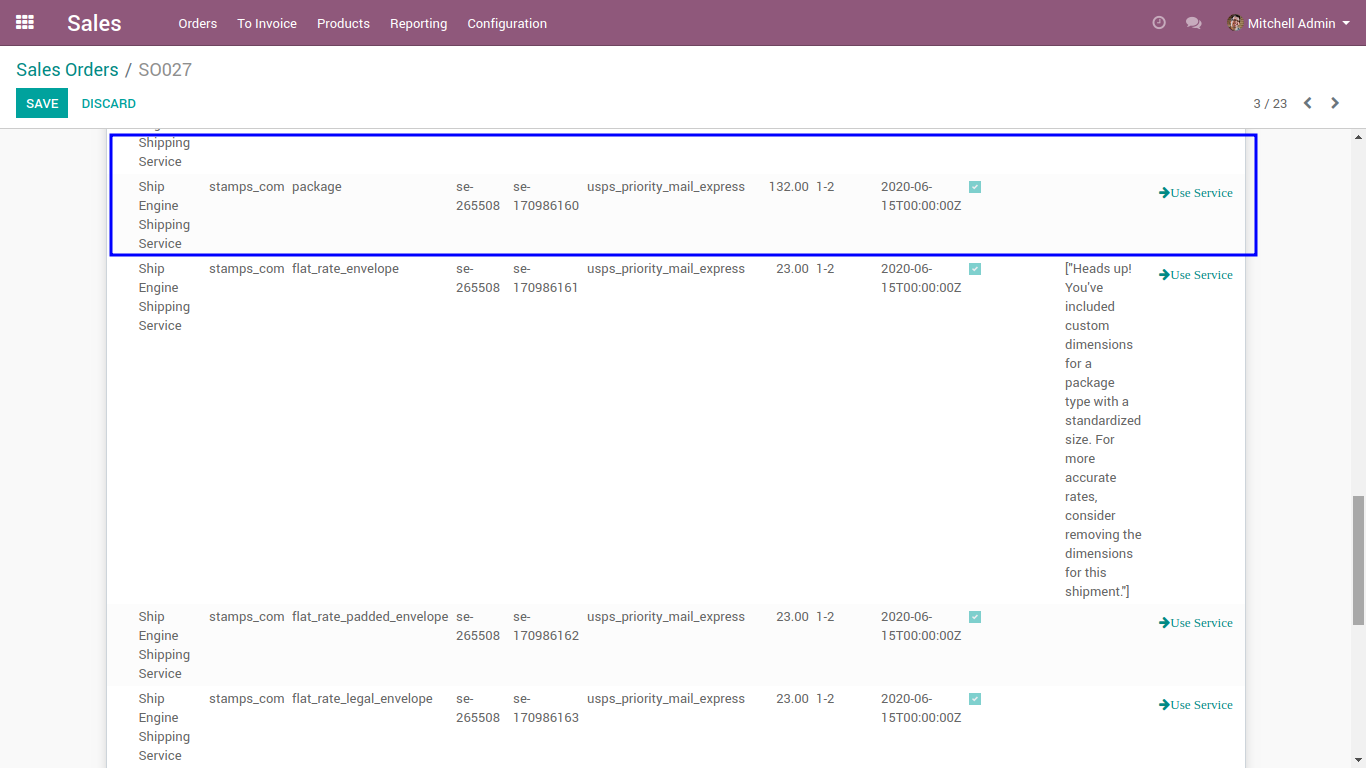 Sales Orders To Invoice Products Reporting Configuration Mitchell Admin
Sales Orders / SO027
SAVE DISCARD 3 / 23
Shipping
Service
Ship stamps_com package se- se- usps_priority_mail_express 132.00 1-2 2020-06- Use Service
Engine 265508 170986160 15T00:00:00Z
Shipping
Service
Ship stamps_com flat_rate_envelope se- se- usps_priority_mail_express 23.00 1-2 2020-06- ["Heads up! Use Service
Engine 265508 170986161 15T00:00:00Z You've
Shipping included
Service custom
dimensions
for a
package
type with a
standardized
size. For
more
accurate
rates,
consider
removing the
dimensions
for this
shipment."]
Ship stamps_com flat_rate_padded_envelope se- se- usps_priority_mail_express 23.00 1-2 2020-06- Use Service
Engine 265508 170986162 15T00:00:00Z
Shipping
Service
Ship stamps_com flat_rate_legal_envelope se- se- usps_priority_mail_express 23.00 1-2 2020-06- Use Service
Engine 265508 170986163 15T00:00:00Z
Shipping
Service